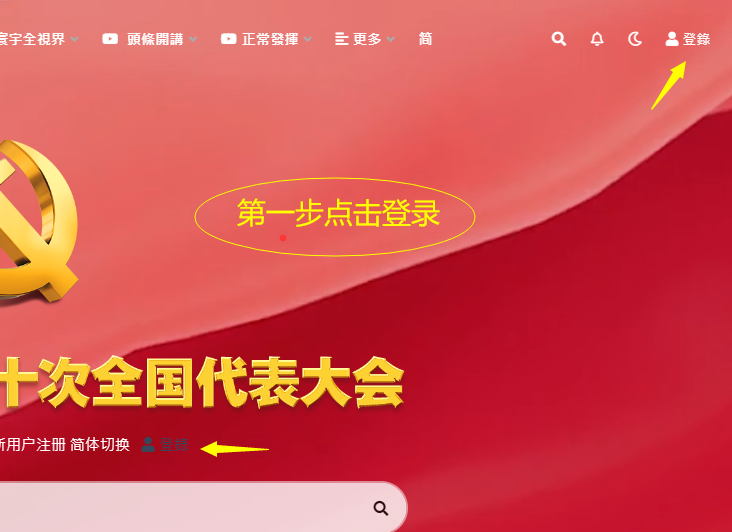 寰宇全視界 頭條開講 正常發揮 更多 简 登錄
第一步点击登录
十次全国代表大会
新用户注册 简体切换 登錄